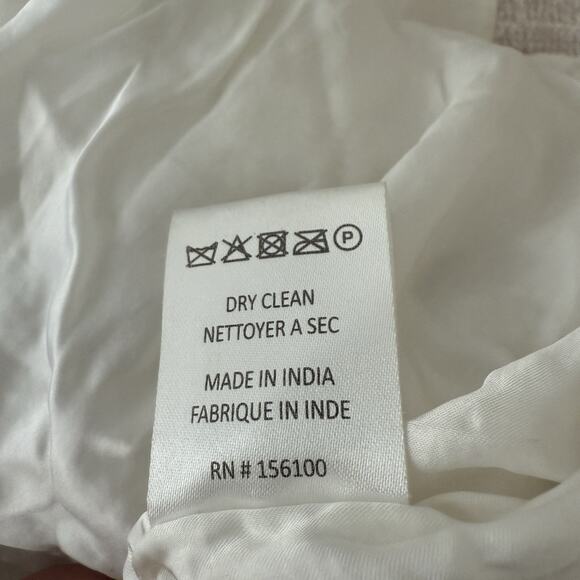 P
DRY CLEAN
NETTOYER A SEC
MADE IN INDIA
FABRIQUE IN INDE
RN # 156100